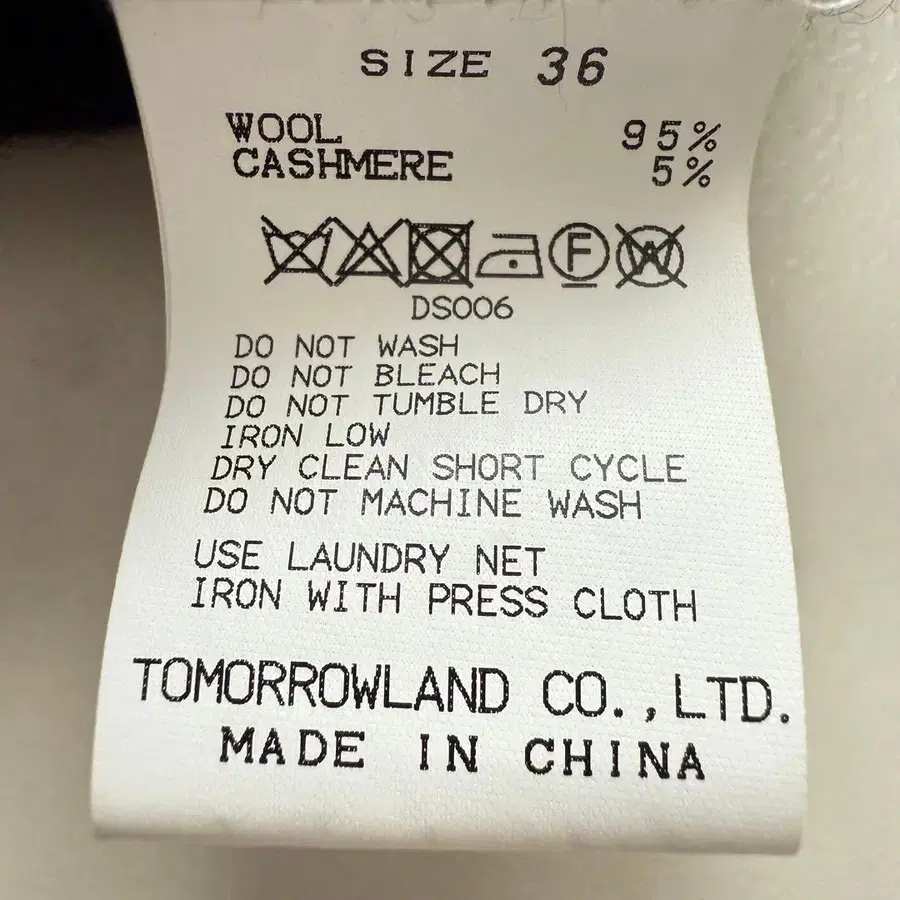 SIZE 36
WOOL 95%
CASHMERE 5%
F W
DS006
DO NOT WASH
DO NOT BLEACH
DO NOT TUMBLE DRY
IRON LOW
DRY CLEAN SHORT CYCLE
DO NOT MACHINE WASH
USE LAUNDRY NET
IRON WITH PRESS CLOTH
TOMORROWLAND CO.,LTD.
MADE IN CHINA